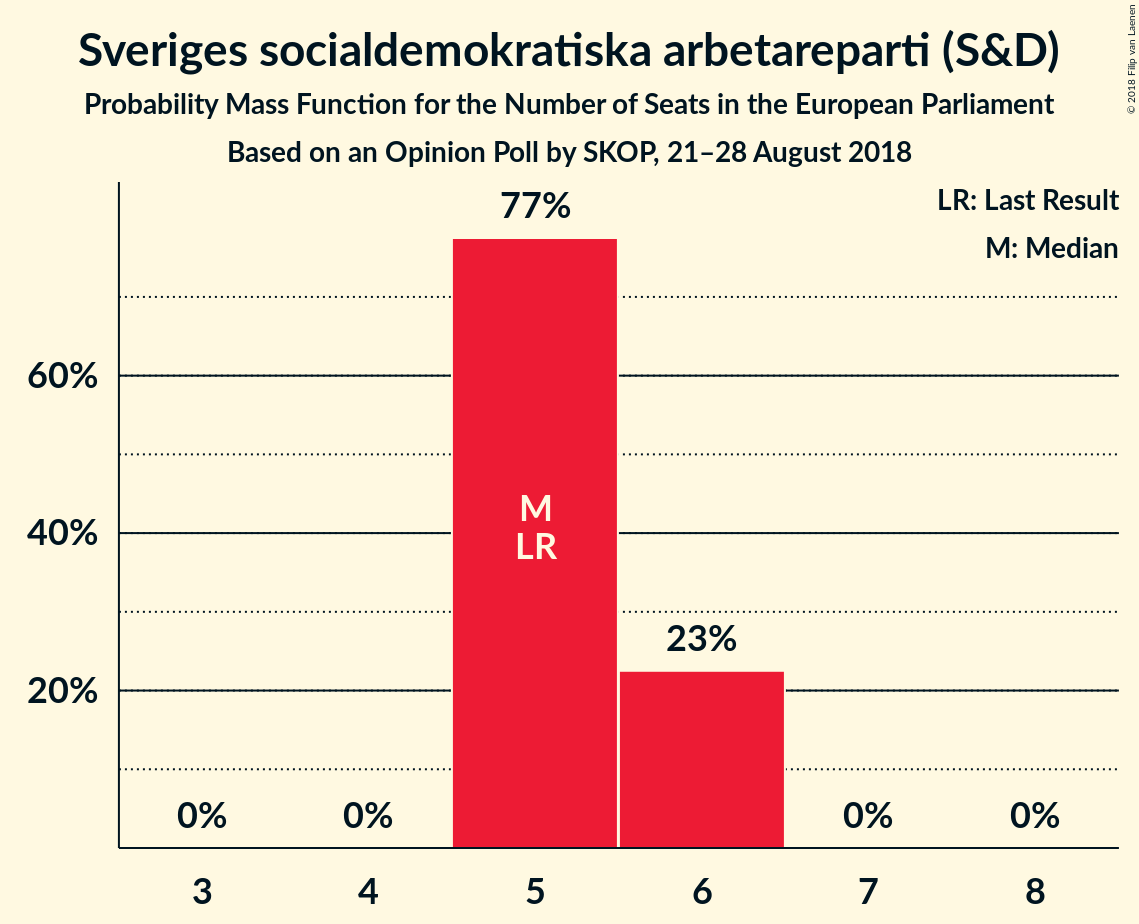 Sveriges socialdemokratiska arbetareparti (S&D)
Probability Mass Function for the Number of Seats in the European Parliament
Based on an Opinion Poll by SKOP, 21–28 August 2018
© 2018 Filip van Laenen
LR: Last Result
M: Median
77%
60%
M
40%
LR
23%
20%
0%
0%
0%
0%
3
4
5
6
7
8